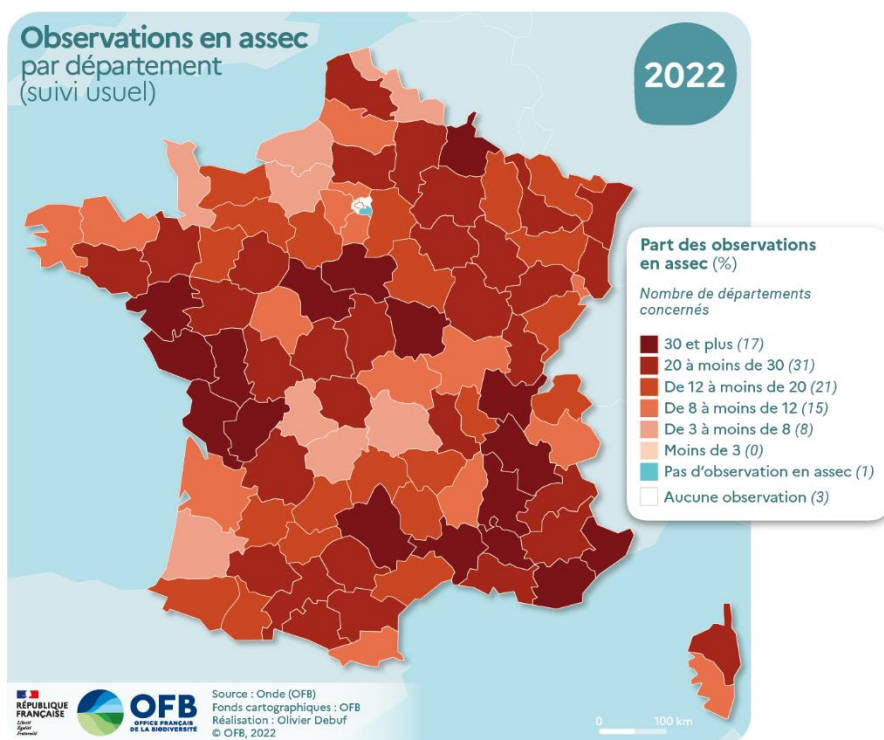 Observations en assec
par département
(suivi usuel)
2022
Part des observations
en assec (%)
Nombre de départements
concernés
30 et plus (17)
20 à moins de 30 (31)
De 12 à moins de 20 (21)
De 8 à moins de 12 (15)
De 3 à moins de 8 (8)
Moins de 3 (0)
Pas d'observation en assec (1)
Aucune observation (3)
RÉPUBLIQUE
FRANÇAISE
Liberté
Égalité
Fraternité
OFB
OFFICE FRANÇAIS
DE LA BIODIVERSITÉ
Source : Onde (OFB)
Fonds cartographiques : OFB
Réalisation : Olivier Debuf
© OFB, 2022
0 100 km